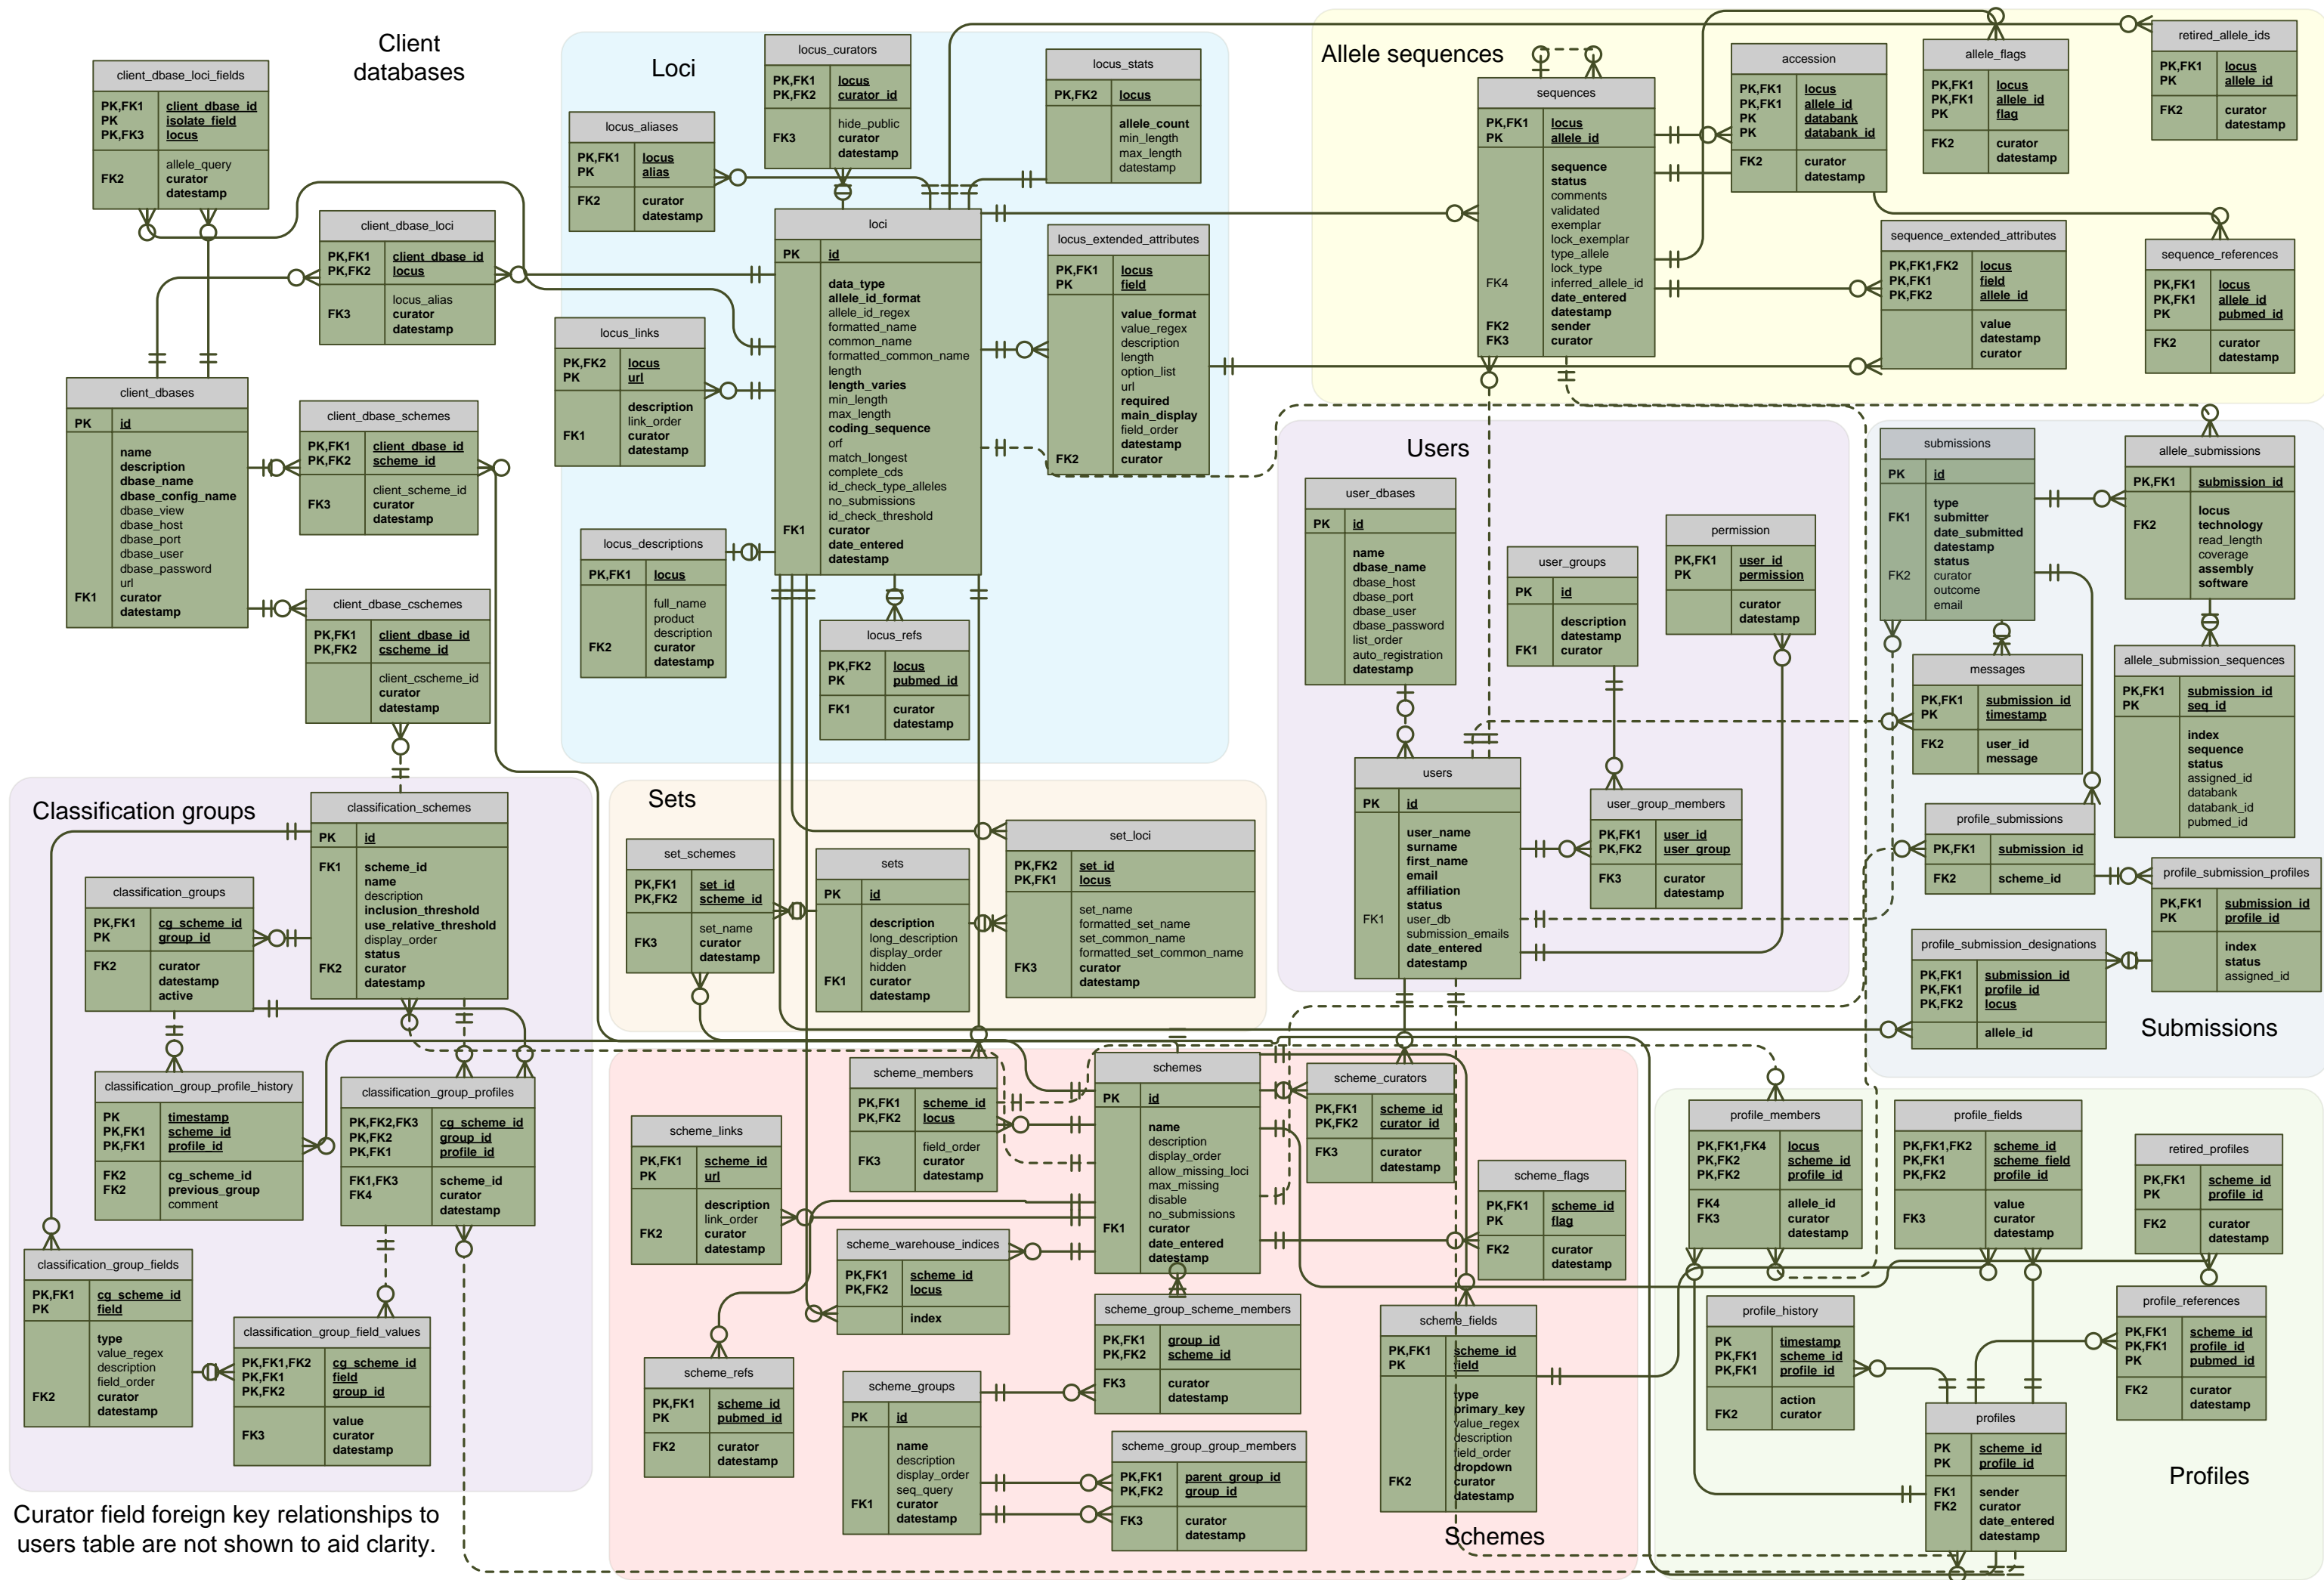 Client
databases
client_dbase_loci_fields
PK,FK1 client_dbase_id
PK isolate_field
PK,FK3 locus
allele_query
FK2 curator
datestamp
client_dbase_loci
PK,FK1 client_dbase_id
PK,FK2 locus
locus_alias
FK3 curator
datestamp
client_dbases
PK id
name
description
dbase_name
dbase_config_name
dbase_view
dbase_host
dbase_port
dbase_user
dbase_password
url
FK1 curator
datestamp
client_dbase_schemes
PK,FK1 client_dbase_id
PK,FK2 scheme_id
client_scheme_id
FK3 curator
datestamp
client_dbase_cschemes
PK,FK1 client_dbase_id
PK,FK2 cscheme_id
client_cscheme_id
curator
datestamp
Loci
locus_curators
PK,FK1 locus
PK,FK2 curator_id
hide_public
FK3 curator
datestamp
locus_stats
PK,FK2 locus
allele_count
min_length
max_length
datestamp
locus_aliases
PK,FK1 locus
PK alias
FK2 curator
datestamp
loci
PK id
data_type
allele_id_format
allele_id_regex
formatted_name
common_name
formatted_common_name
length
length_varies
min_length
max_length
coding_sequence
orf
match_longest
complete_cds
id_check_type_alleles
no_submissions
id_check_threshold
FK1 curator
date_entered
datestamp
locus_extended_attributes
PK,FK1 locus
PK field
value_format
value_regex
description
length
option_list
url
required
main_display
field_order
datestamp
FK2 curator
locus_links
PK,FK2 locus
PK url
description
link_order
FK1 curator
datestamp
locus_descriptions
PK,FK1 locus
full_name
product
description
FK2 curator
datestamp
locus_refs
PK,FK2 locus
PK pubmed_id
FK1 curator
datestamp
Allele sequences
sequences
PK,FK1 locus
PK allele_id
sequence
status
comments
validated
exemplar
lock_exemplar
type_allele
lock_type
FK4 inferred_allele_id
date_entered
datestamp
FK2 sender
FK3 curator
accession
PK,FK1 locus
PK,FK1 allele_id
PK databank
PK databank_id
FK2 curator
datestamp
allele_flags
PK,FK1 locus
PK,FK1 allele_id
PK flag
FK2 curator
datestamp
retired_allele_ids
PK,FK1 locus
PK allele_id
FK2 curator
datestamp
sequence_extended_attributes
PK,FK1,FK2 locus
PK,FK1 field
PK,FK2 allele_id
value
datestamp
curator
sequence_references
PK,FK1 locus
PK,FK1 allele_id
PK pubmed_id
FK2 curator
datestamp
Users
user_dbases
PK id
name
dbase_name
dbase_host
dbase_port
dbase_user
dbase_password
list_order
auto_registration
datestamp
user_groups
PK id
description
datestamp
FK1 curator
permission
PK,FK1 user_id
PK permission
curator
datestamp
users
PK id
user_name
surname
first_name
email
affiliation
status
FK1 user_db
submission_emails
date_entered
datestamp
user_group_members
PK,FK1 user_id
PK,FK2 user_group
FK3 curator
datestamp
submissions
PK id
type
FK1 submitter
date_submitted
datestamp
status
FK2 curator
outcome
email
allele_submissions
PK,FK1 submission_id
FK2 locus
technology
read_length
coverage
assembly
software
messages
PK,FK1 submission_id
PK timestamp
FK2 user_id
message
allele_submission_sequences
PK,FK1 submission_id
PK seq_id
index
sequence
status
assigned_id
databank
databank_id
pubmed_id
profile_submissions
PK,FK1 submission_id
FK2 scheme_id
profile_submission_profiles
PK,FK1 submission_id
PK profile_id
index
status
assigned_id
profile_submission_designations
PK,FK1 submission_id
PK,FK1 profile_id
PK,FK2 locus
allele_id
Submissions
Classification groups
classification_schemes
PK id
FK1 scheme_id
name
description
inclusion_threshold
use_relative_threshold
display_order
status
FK2 curator
datestamp
classification_groups
PK,FK1 cg_scheme_id
PK group_id
FK2 curator
datestamp
active
classification_group_profile_history
PK timestamp
PK,FK1 scheme_id
PK,FK1 profile_id
FK2 cg_scheme_id
FK2 previous_group
comment
classification_group_profiles
PK,FK2,FK3 cg_scheme_id
PK,FK2 group_id
PK,FK1 profile_id
FK1,FK3 scheme_id
FK4 curator
datestamp
classification_group_fields
PK,FK1 cg_scheme_id
PK field
type
value_regex
description
field_order
FK2 curator
datestamp
classification_group_field_values
PK,FK1,FK2 cg_scheme_id
PK,FK1 field
PK,FK2 group_id
value
FK3 curator
datestamp
Curator field foreign key relationships to
users table are not shown to aid clarity.
Sets
set_schemes
PK,FK1 set_id
PK,FK2 scheme_id
set_name
FK3 curator
datestamp
sets
PK id
description
long_description
display_order
hidden
FK1 curator
datestamp
set_loci
PK,FK2 set_id
PK,FK1 locus
set_name
formatted_set_name
set_common_name
formatted_set_common_name
FK3 curator
datestamp
scheme_members
PK,FK1 scheme_id
PK,FK2 locus
field_order
FK3 curator
datestamp
schemes
PK id
name
description
display_order
allow_missing_loci
max_missing
disable
no_submissions
FK1 curator
date_entered
datestamp
scheme_curators
PK,FK1 scheme_id
PK,FK2 curator_id
FK3 curator
datestamp
scheme_links
PK,FK1 scheme_id
PK url
description
link_order
FK2 curator
datestamp
scheme_flags
PK,FK1 scheme_id
PK flag
FK2 curator
datestamp
scheme_warehouse_indices
PK,FK1 scheme_id
PK,FK2 locus
index
scheme_group_scheme_members
PK,FK1 group_id
PK,FK2 scheme_id
FK3 curator
datestamp
scheme_fields
PK,FK1 scheme_id
PK field
type
primary_key
value_regex
description
field_order
dropdown
FK2 curator
datestamp
scheme_refs
PK,FK1 scheme_id
PK pubmed_id
FK2 curator
datestamp
scheme_groups
PK id
name
description
display_order
seq_query
FK1 curator
datestamp
scheme_group_group_members
PK,FK1 parent_group_id
PK,FK2 group_id
FK3 curator
datestamp
Schemes
profile_members
PK,FK1,FK4 locus
PK,FK2 scheme_id
PK,FK2 profile_id
FK4 allele_id
FK3 curator
datestamp
profile_fields
PK,FK1,FK2 scheme_id
PK,FK1 scheme_field
PK,FK2 profile_id
value
FK3 curator
datestamp
retired_profiles
PK,FK1 scheme_id
PK profile_id
FK2 curator
datestamp
profile_history
PK timestamp
PK,FK1 scheme_id
PK,FK1 profile_id
action
FK2 curator
profile_references
PK,FK1 scheme_id
PK,FK1 profile_id
PK pubmed_id
FK2 curator
datestamp
profiles
PK scheme_id
PK profile_id
FK1 sender
FK2 curator
date_entered
datestamp
Profiles